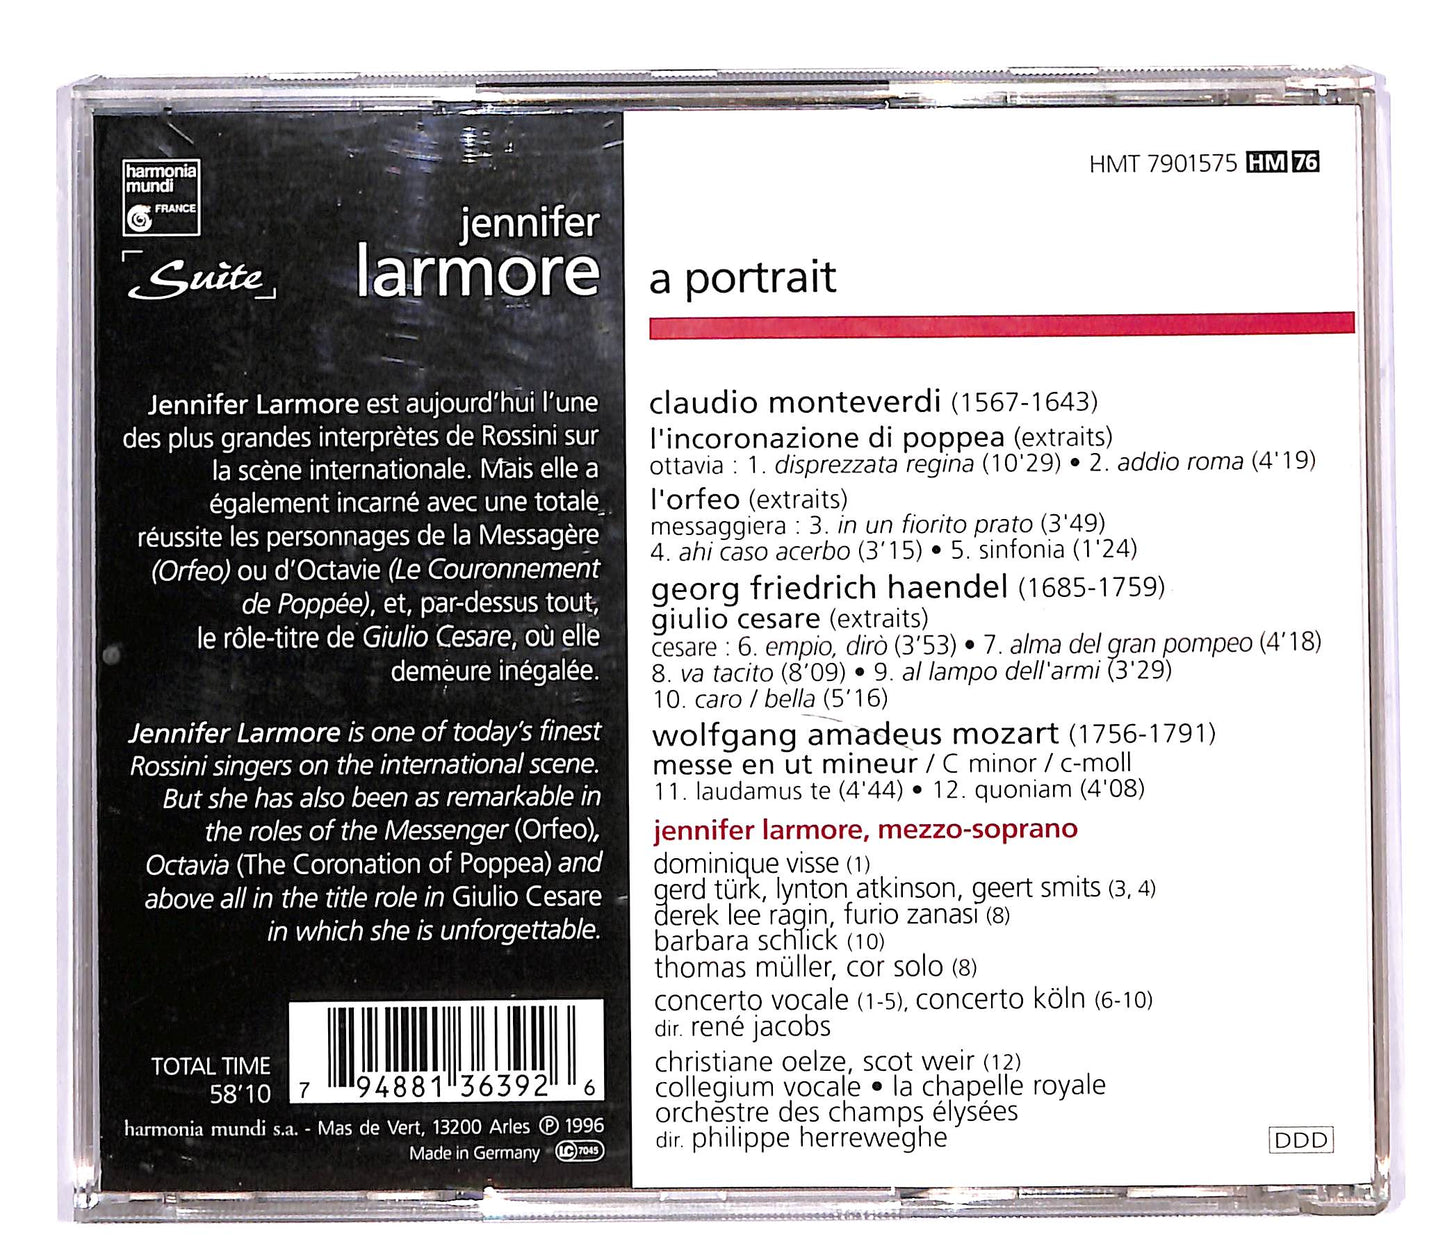 harmonia
mundi
FRANCE
Suite
jennifer
larmore
Jennifer Larmore est aujourd'hui l'une
des plus grandes interprètes de Rossini sur
la scène internationale. Mais elle a
également incarné avec une totale
réussite les personnages de la Messagère
(Orfeo) ou d'Octavie (Le Couronnement
de Poppée), et, par-dessus tout,
le rôle-titre de Giulio Cesare, où elle
demeure inégalée.
Jennifer Larmore is one of today's finest
Rossini singers on the international scene.
But she has also been as remarkable in
the roles of the Messenger (Orfeo),
Octavia (The Coronation of Poppea) and
above all in the title role in Giulio Cesare
in which she is unforgettable.
TOTAL TIME
58'10
7 94881 36392 6
harmonia mundi s.a. - Mas de Vert, 13200 Arles ℗ 1996
Made in Germany LC 7045
HMT 7901575 HM 76
a portrait
claudio monteverdi (1567-1643)
l'incoronazione di poppea (extraits)
ottavia : 1. disprezzata regina (10'29) • 2. addio roma (4'19)
l'orfeo (extraits)
messaggiera : 3. in un fiorito prato (3'49)
4. ahi caso acerbo (3'15) • 5. sinfonia (1'24)
georg friedrich haendel (1685-1759)
giulio cesare (extraits)
cesare : 6. empio, dirò (3'53) • 7. alma del gran pompeo (4'18)
8. va tacito (8'09) • 9. al lampo dell'armi (3'29)
10. caro / bella (5'16)
wolfgang amadeus mozart (1756-1791)
messe en ut mineur / C minor / c-moll
11. laudamus te (4'44) • 12. quoniam (4'08)
jennifer larmore, mezzo-soprano
dominique visse (1)
gerd türk, lynton atkinson, geert smits (3, 4)
derek lee ragin, furio zanasi (8)
barbara schlick (10)
thomas müller, cor solo (8)
concerto vocale (1-5), concerto köln (6-10)
dir. rené jacobs
christiane oelze, scot weir (12)
collegium vocale • la chapelle royale
orchestre des champs élysées
dir. philippe herreweghe
DDD